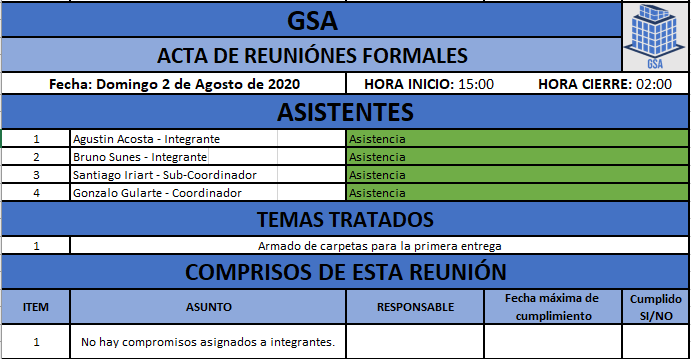 GSA
GSA
ACTA DE REUNIÓNES FORMALES
Fecha: Domingo 2 de Agosto de 2020 HORA INICIO: 15:00 HORA CIERRE: 02:00
ASISTENTES
1 Agustin Acosta - Integrante Asistencia
2 Bruno Sunes - Integrante Asistencia
3 Santiago Iriart - Sub-Coordinador Asistencia
4 Gonzalo Gularte - Coordinador Asistencia
TEMAS TRATADOS
1 Armado de carpetas para la primera entrega
COMPRISOS DE ESTA REUNIÓN
ITEM ASUNTO RESPONSABLE Fecha máxima de cumplimiento Cumplido SI/NO
1 No hay compromisos asignados a integrantes.